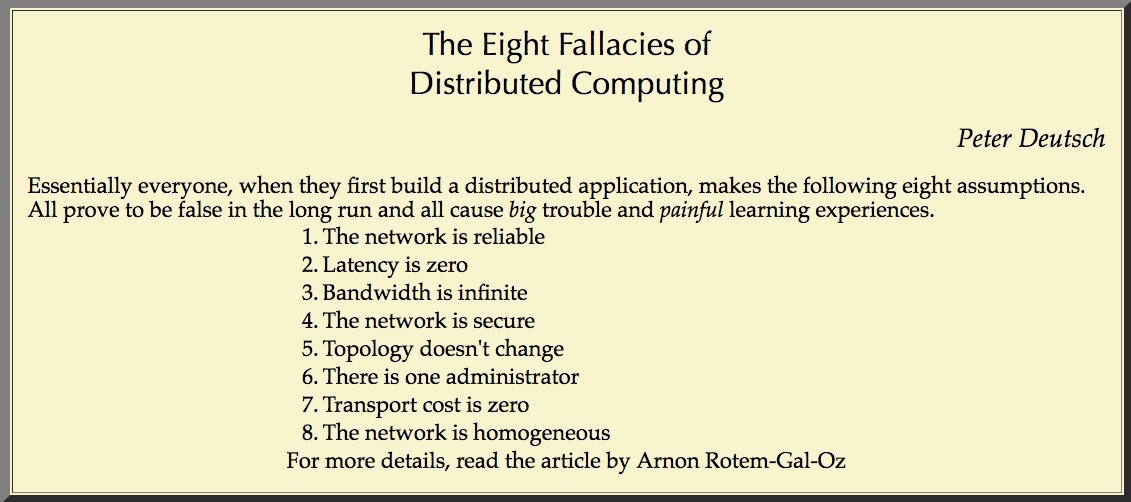 The Eight Fallacies of
Distributed Computing
Peter Deutsch
Essentially everyone, when they first build a distributed application, makes the following eight assumptions.
All prove to be false in the long run and all cause big trouble and painful learning experiences.
1. The network is reliable
2. Latency is zero
3. Bandwidth is infinite
4. The network is secure
5. Topology doesn't change
6. There is one administrator
7. Transport cost is zero
8. The network is homogeneous
For more details, read the article by Arnon Rotem-Gal-Oz